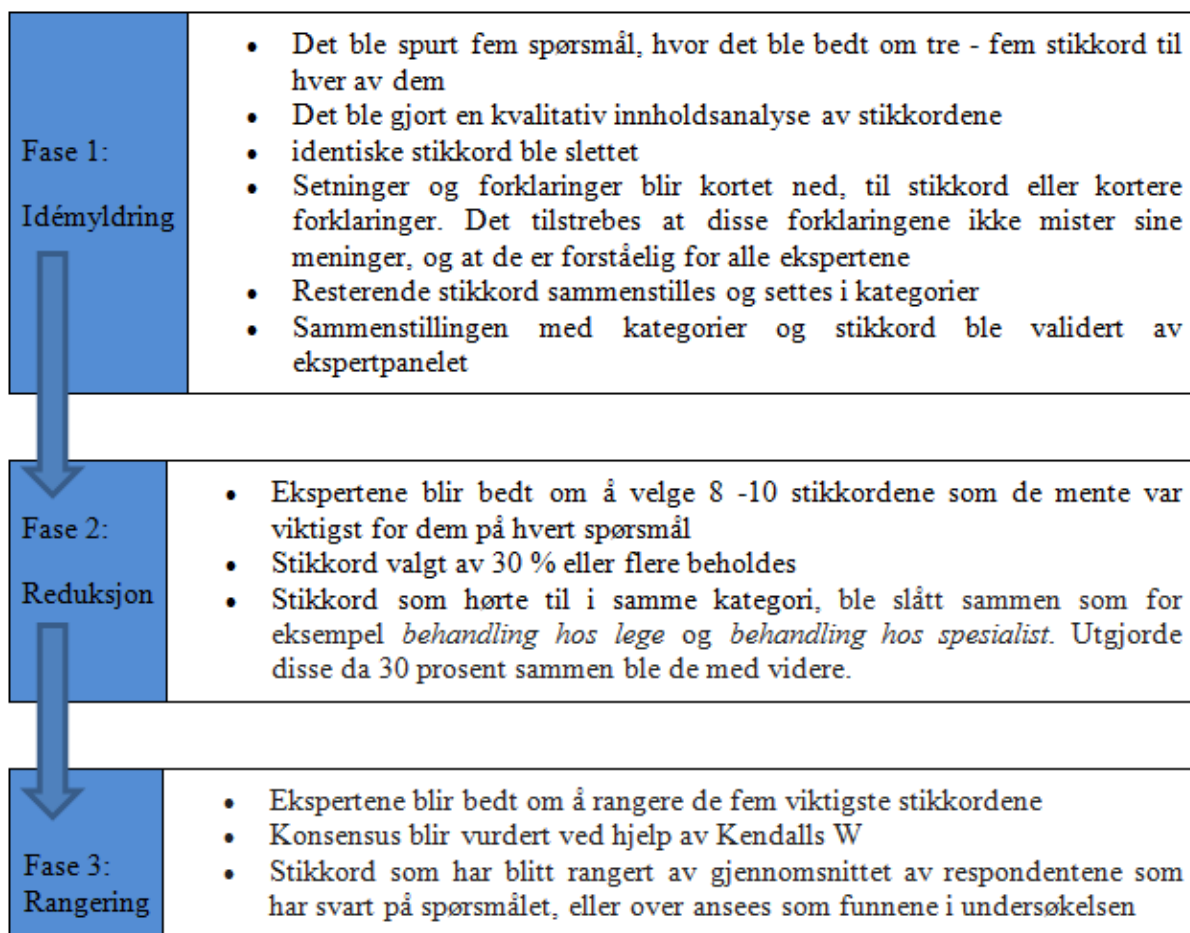 Fase 1:
Idémyldring
• Det ble spurt fem spørsmål, hvor det ble bedt om tre - fem stikkord til
hver av dem
• Det ble gjort en kvalitativ innholdsanalyse av stikkordene
• identiske stikkord ble slettet
• Setninger og forklaringer blir kortet ned, til stikkord eller kortere
forklaringer. Det tilstrebes at disse forklaringene ikke mister sine
meninger, og at de er forståelig for alle ekspertene
• Resterende stikkord sammenstilles og settes i kategorier
• Sammenstillingen med kategorier og stikkord ble validert av
ekspertpanelet
Fase 2:
Reduksjon
• Ekspertene blir bedt om å velge 8 -10 stikkordene som de mente var
viktigst for dem på hvert spørsmål
• Stikkord valgt av 30 % eller flere beholdes
• Stikkord som hørte til i samme kategori, ble slått sammen som for
eksempel behandling hos lege og behandling hos spesialist. Utgjorde
disse da 30 prosent sammen ble de med videre.
Fase 3:
Rangering
• Ekspertene blir bedt om å rangere de fem viktigste stikkordene
• Konsensus blir vurdert ved hjelp av Kendalls W
• Stikkord som har blitt rangert av gjennomsnittet av respondentene som
har svart på spørsmålet, eller over ansees som funnene i undersøkelsen